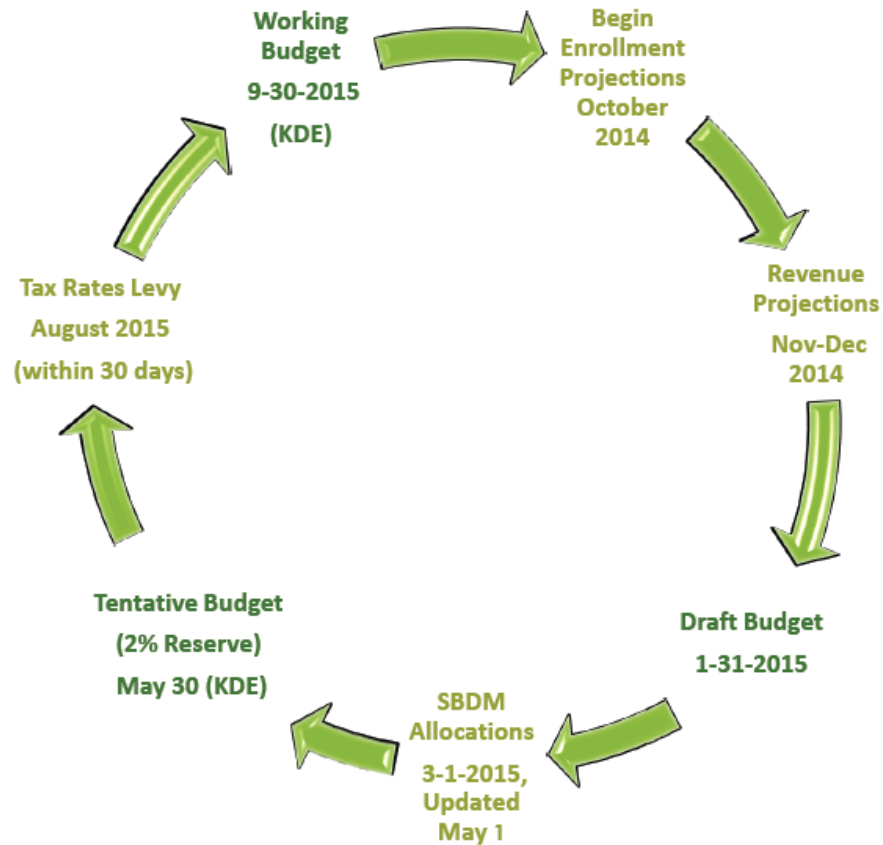 Working
Budget
9-30-2015
(KDE)
Begin
Enrollment
Projections
October
2014
Revenue
Projections
Nov-Dec
2014
Draft Budget
1-31-2015
SBDM
Allocations
3-1-2015,
Updated
May 1
Tentative Budget
(2% Reserve)
May 30 (KDE)
Tax Rates Levy
August 2015
(within 30 days)